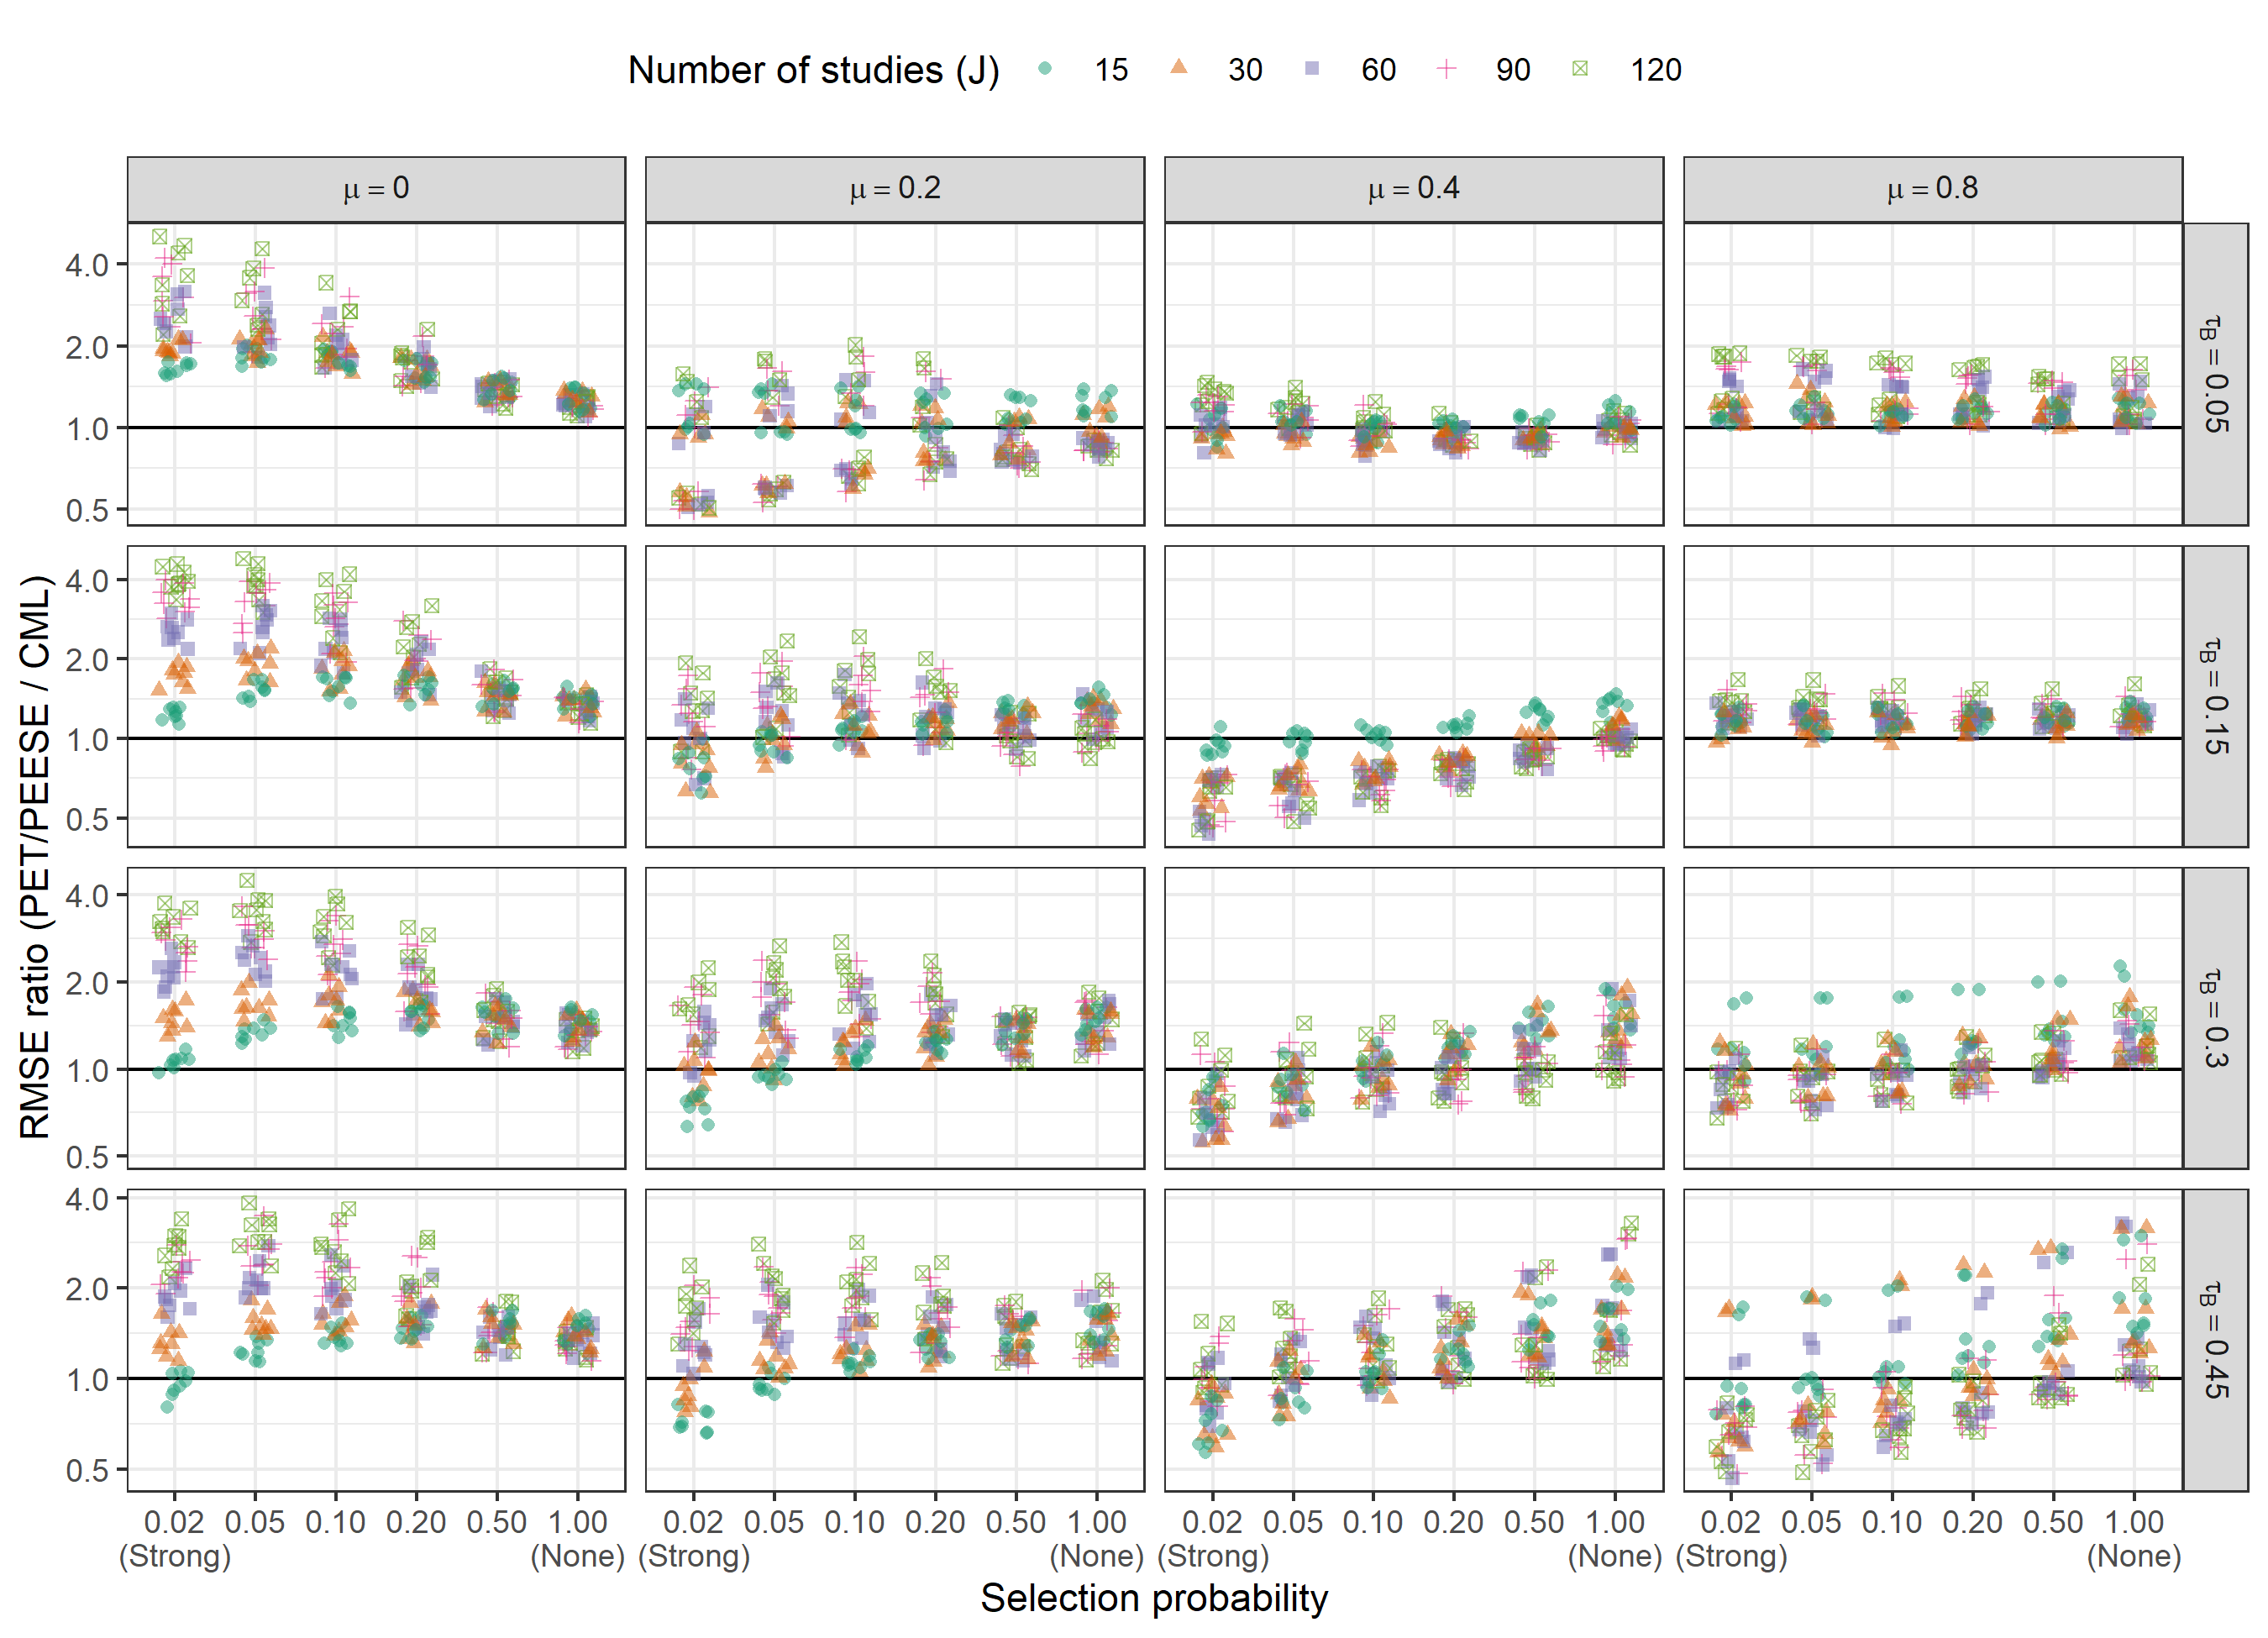 Number of studies (J) 15 30 60 90 120
μ = 0 μ = 0.2 μ = 0.4 μ = 0.8
4.0
2.0
1.0
0.5
τB = 0.05
4.0
2.0
1.0
0.5
τB = 0.15
RMSE ratio (PET/PEESE / CML)
4.0
2.0
1.0
0.5
τB = 0.3
4.0
2.0
1.0
0.5
τB = 0.45
0.02 0.05 0.10 0.20 0.50 1.00 0.02 0.05 0.10 0.20 0.50 1.00 0.02 0.05 0.10 0.20 0.50 1.00 0.02 0.05 0.10 0.20 0.50 1.00
(Strong) (None) (Strong) (None) (Strong) (None) (Strong) (None)
Selection probability